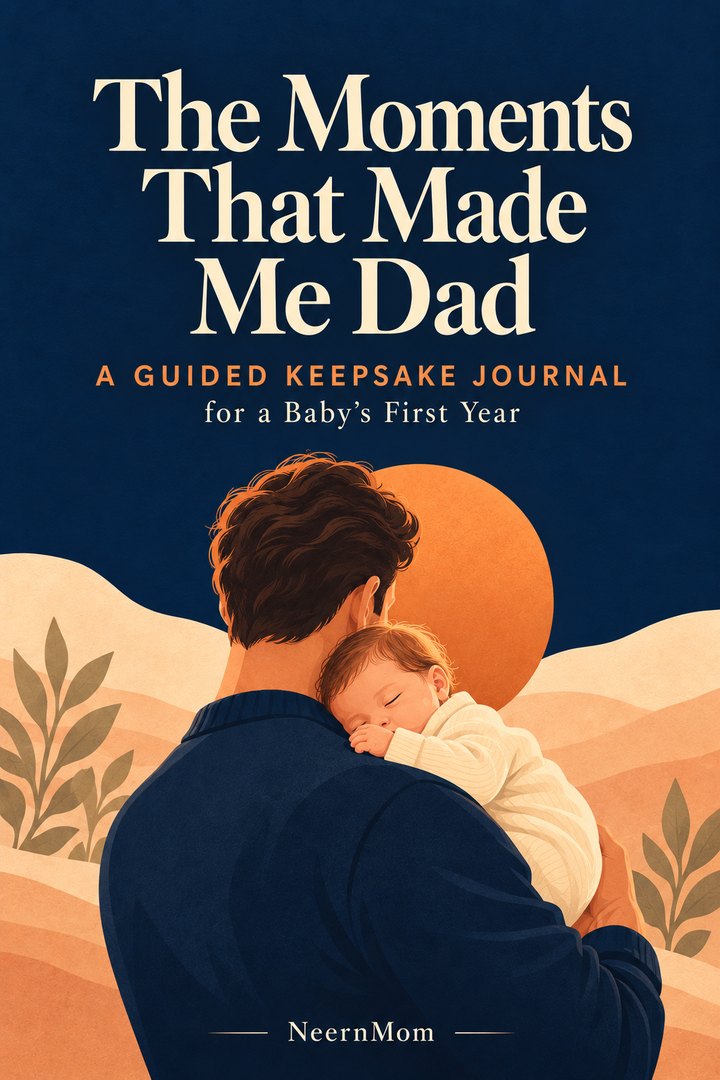 The Moments
That Made
Me Dad
A GUIDED KEEPSAKE JOURNAL
for a Baby’s First Year
NeernMom